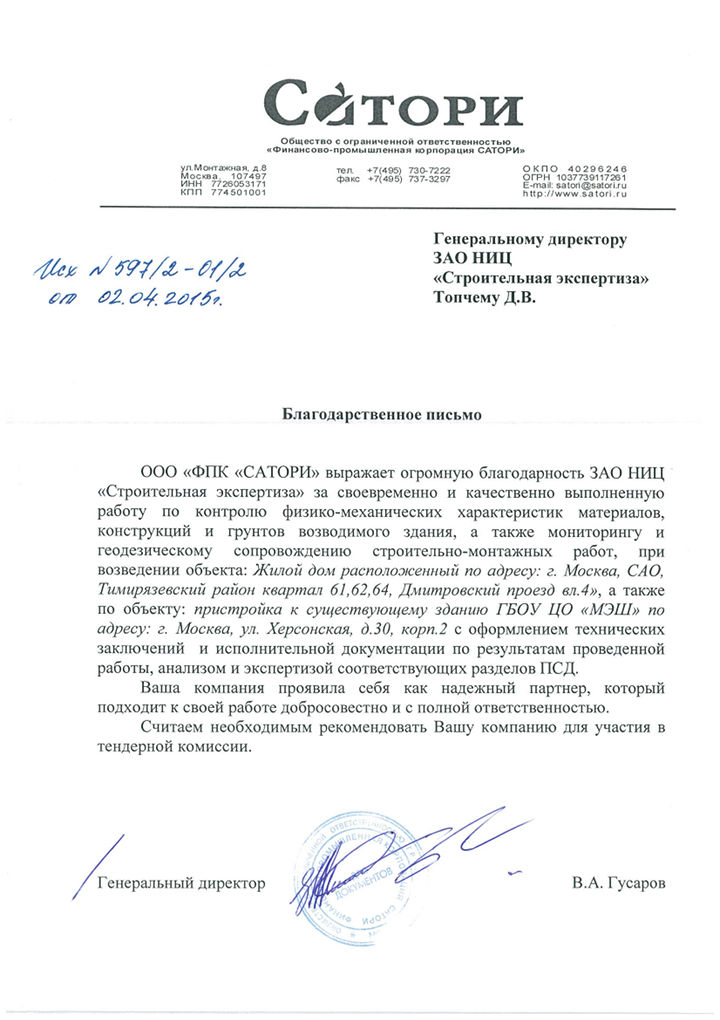 Сатори
Общество с ограниченной ответственностью
«Финансово-промышленная корпорация САТОРИ»
ул.Монтажная, д.8 тел. +7(495) 730-7222 ОКПО 40296246
Москва, 107497 факс +7(495) 737-3297 ОГРН 1037739117261
ИНН 7726053171 E-mail: satori@satori.ru
КПП 774501001 http://www.satori.ru
Генеральному директору
ЗАО НИЦ
«Строительная экспертиза»
Топчему Д.В.
Исх N 597/2-01/2
от 02.04.2015г.
Благодарственное письмо
ООО «ФПК «САТОРИ» выражает огромную благодарность ЗАО НИЦ
«Строительная экспертиза» за своевременно и качественно выполненную
работу по контролю физико-механических характеристик материалов,
конструкций и грунтов возводимого здания, а также мониторингу и
геодезическому сопровождению строительно-монтажных работ, при
возведении объекта: Жилой дом расположенный по адресу: г. Москва, САО,
Тимирязевский район квартал 61,62,64, Дмитровский проезд вл.4», а также
по объекту: пристройка к существующему зданию ГБОУ ЦО «МЭШ» по
адресу: г. Москва, ул. Херсонская, д.30, корп.2 с оформлением технических
заключений и исполнительной документации по результатам проведенной
работы, анализом и экспертизой соответствующих разделов ПСД.
Ваша компания проявила себя как надежный партнер, который
подходит к своей работе добросовестно и с полной ответственностью.
Считаем необходимым рекомендовать Вашу компанию для участия в
тендерной комиссии.
Генеральный директор В.А. Гусаров
ДОКУМЕНТОВ